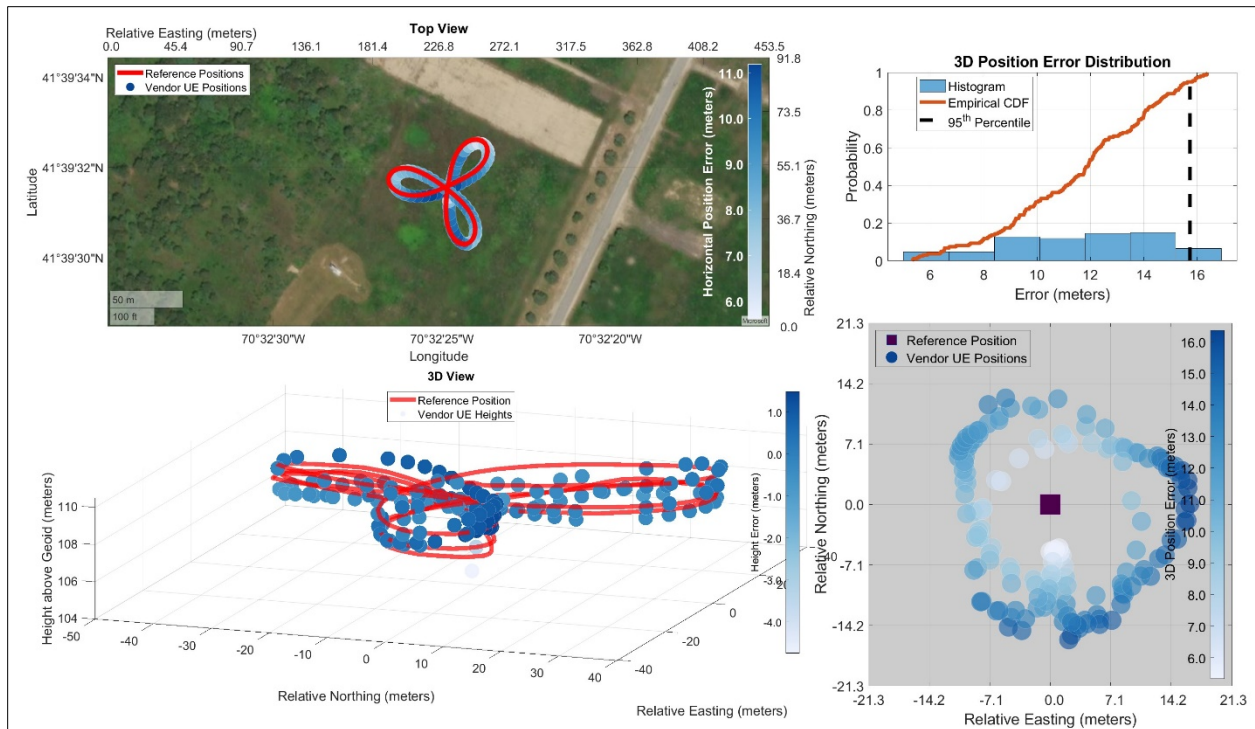 Top View
Relative Easting (meters)
0.0 45.4 90.7 136.1 181.4 226.8 272.1 317.5 362.8 408.2 453.5
Reference Positions
Vendor UE Positions
41°39'34"N
41°39'32"N
41°39'30"N
Latitude
50 m
100 ft
70°32'30"W 70°32'25"W 70°32'20"W
Longitude
11.0
10.0
9.0
8.0
7.0
6.0
Horizontal Position Error (meters)
91.8
73.5
55.1
36.7
18.4
0.0
Relative Northing (meters)
Microsoft
3D Position Error Distribution
Histogram
Empirical CDF
95th Percentile
1
0.8
0.6
0.4
0.2
0
Probability
6 8 10 12 14 16
Error (meters)
3D View
Reference Position
Vendor UE Heights
110
108
106
104
Height above Geoid (meters)
-50 -40 -30 -20 -10 0 10 20 30 40
Relative Northing (meters)
-40 -20 0 40
Relative Easting (meters)
1.0
0.0
-1.0
-2.0
-3.0
-4.0
Height Error (meters)
Reference Position
Vendor UE Positions
21.3
14.2
7.1
0.0
-7.1
-14.2
-21.3
Relative Northing (meters)
-21.3 -14.2 -7.1 0.0 7.1 14.2 21.3
Relative Easting (meters)
16.0
15.0
14.0
13.0
12.0
11.0
10.0
9.0
8.0
7.0
6.0
3D Position Error (meters)